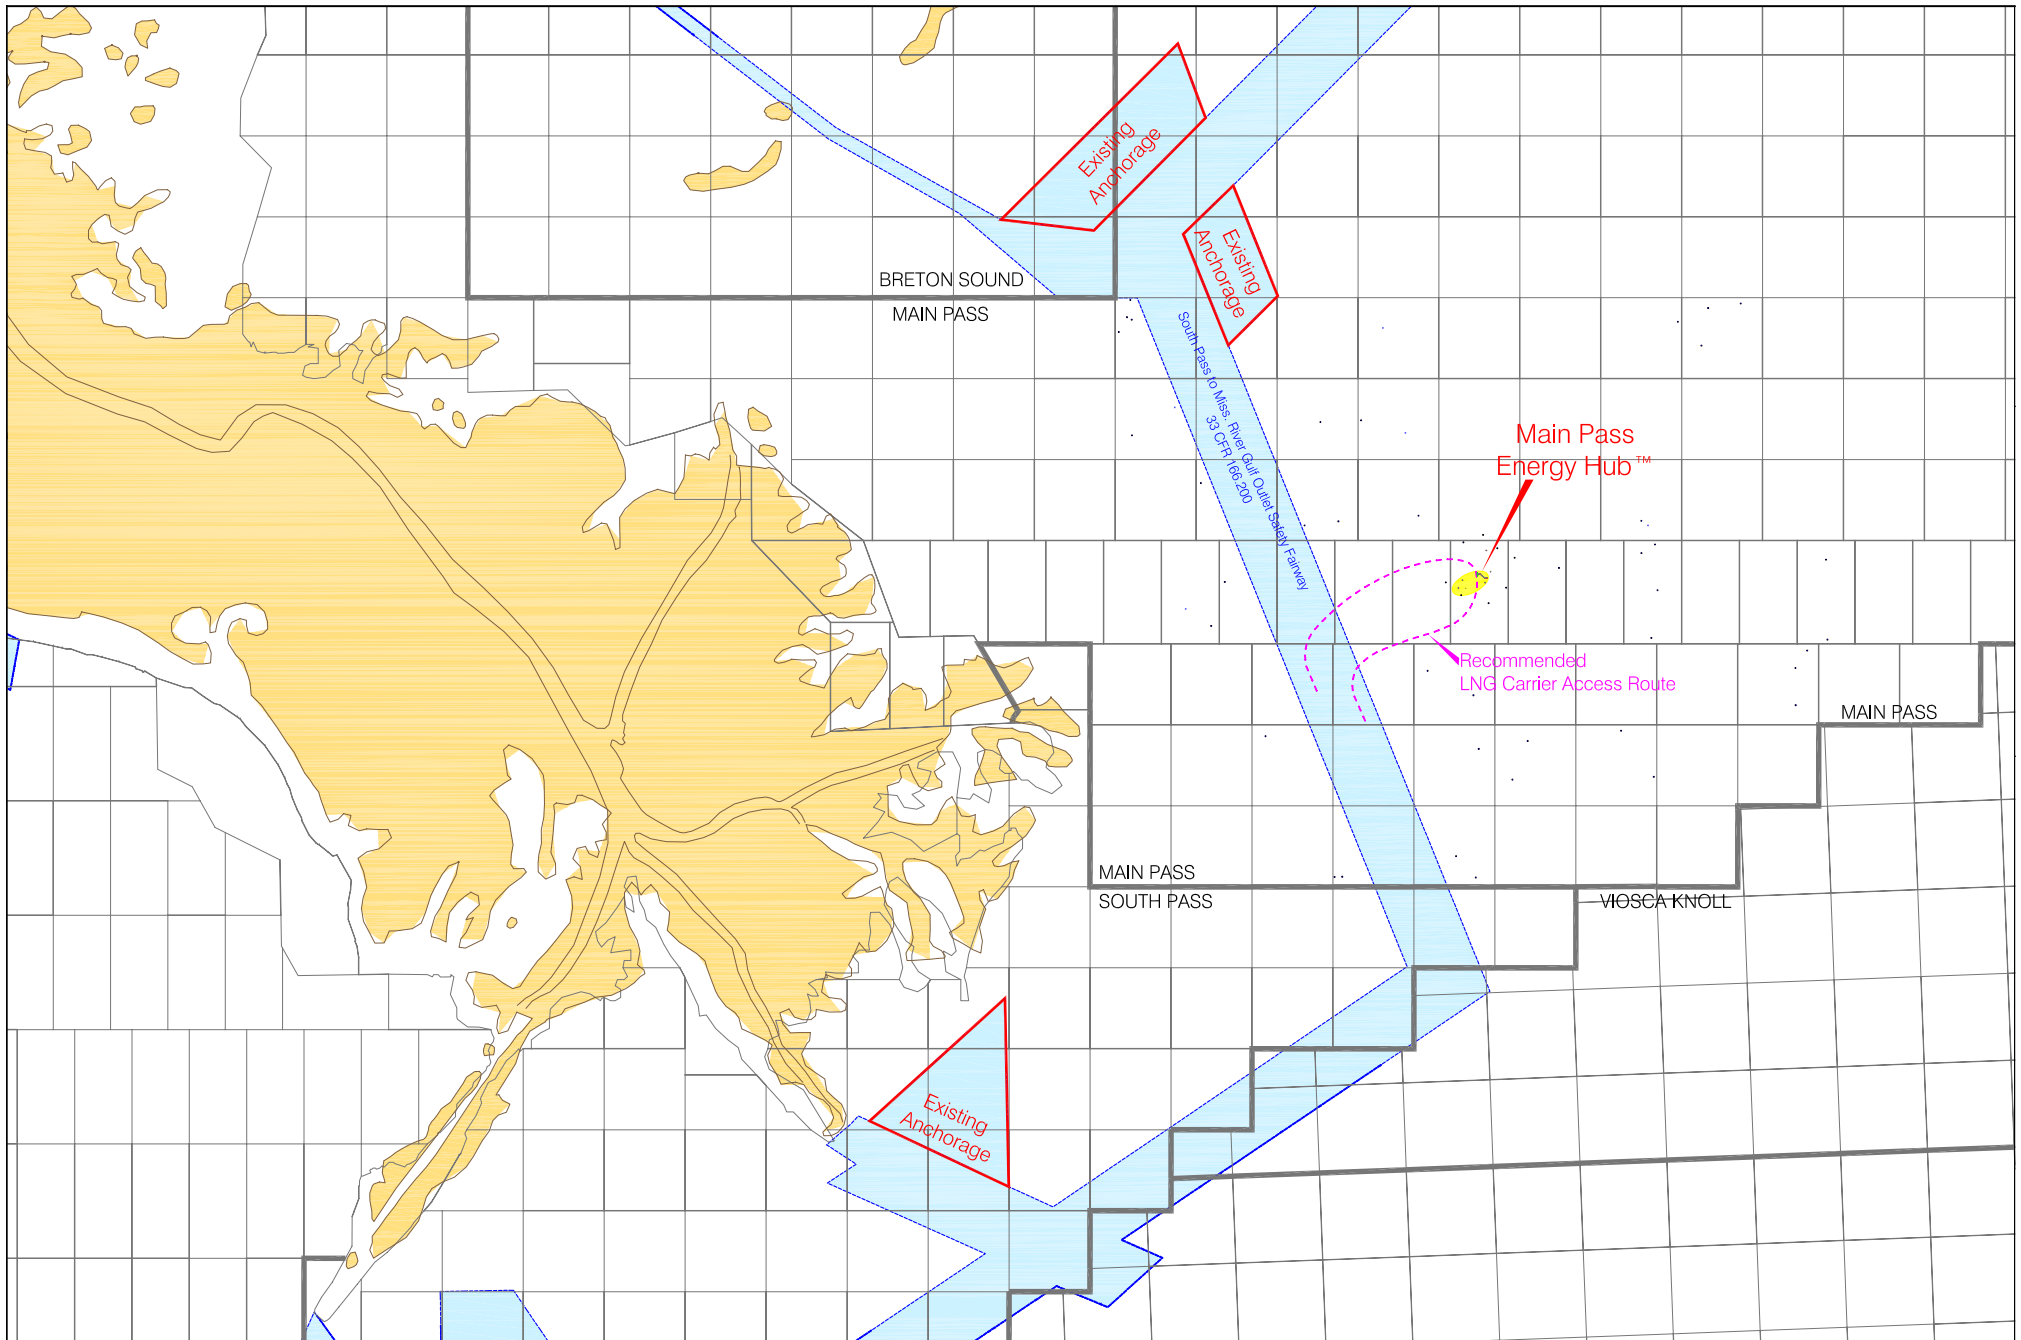 Existing
Anchorage
Existing
Anchorage
BRETON SOUND
MAIN PASS
South Pass to Miss. River Gulf Outlet Safety Fairway
33 CFR 166.200
Main Pass
Energy Hub™
Recommended
LNG Carrier Access Route
MAIN PASS
MAIN PASS
SOUTH PASS
VIOSCA KNOLL
Existing
Anchorage